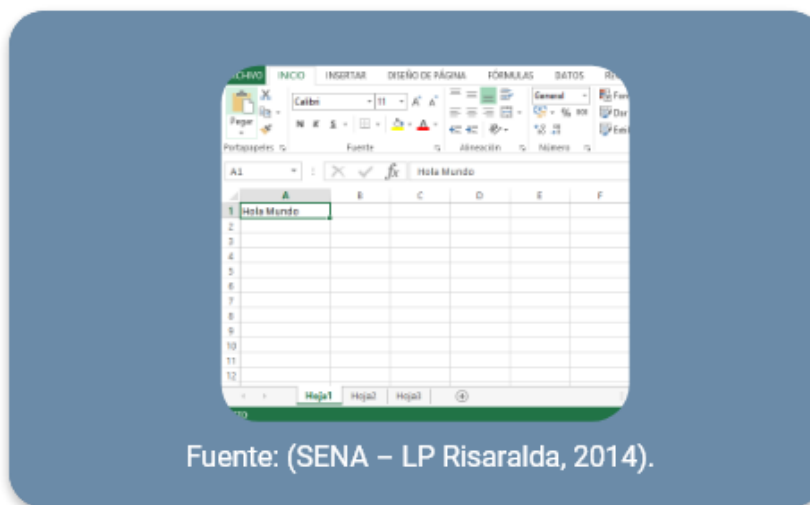 INICIO INSERTAR DISEÑO DE PÁGINA FÓRMULAS DATOS
Calibri 11 General
Pegar N K S
Portapapeles Fuente Alineación Número
A1 fx Hola Mundo
A B C D E F
1 Hola Mundo
2
3
4
5
6
7
8
9
10
11
12
Hoja1 Hoja2 Hoja3
Fuente: (SENA – LP Risaralda, 2014).